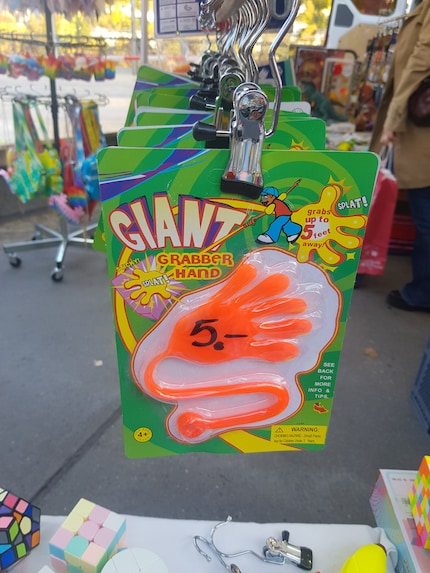 GIANT
GRABBER
HAND
grabs
up to
5 feet
away!
SPLAT!
SPLAT!
5.-
SEE
BACK
FOR
MORE
INFO &
TIPS
4+
WARNING: